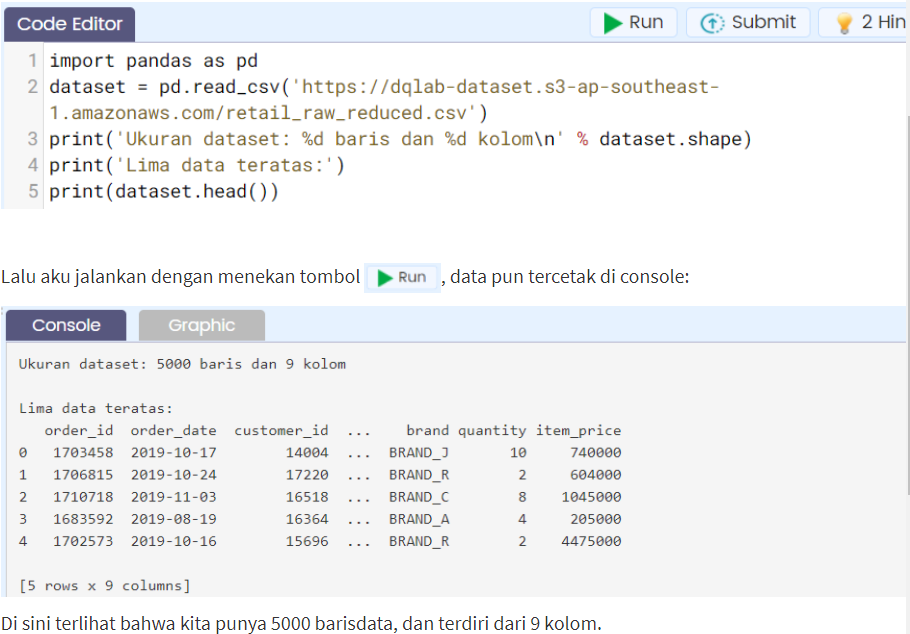 Code Editor Run Submit 2 Hin
1 import pandas as pd
2 dataset = pd.read_csv('https://dqlab-dataset.s3-ap-southeast-
1.amazonaws.com/retail_raw_reduced.csv')
3 print('Ukuran dataset: %d baris dan %d kolom\n' % dataset.shape)
4 print('Lima data teratas:')
5 print(dataset.head())
Lalu aku jalankan dengan menekan tombol Run , data pun tercetak di console:
Console Graphic
Ukuran dataset: 5000 baris dan 9 kolom
Lima data teratas:
order_id order_date customer_id ... brand quantity item_price
0 1703458 2019-10-17 14004 ... BRAND_J 10 740000
1 1706815 2019-10-24 17220 ... BRAND_R 2 604000
2 1710718 2019-11-03 16518 ... BRAND_C 8 1045000
3 1683592 2019-08-19 16364 ... BRAND_A 4 205000
4 1702573 2019-10-16 15696 ... BRAND_R 2 4475000
[5 rows x 9 columns]
Di sini terlihat bahwa kita punya 5000 barisdata, dan terdiri dari 9 kolom.